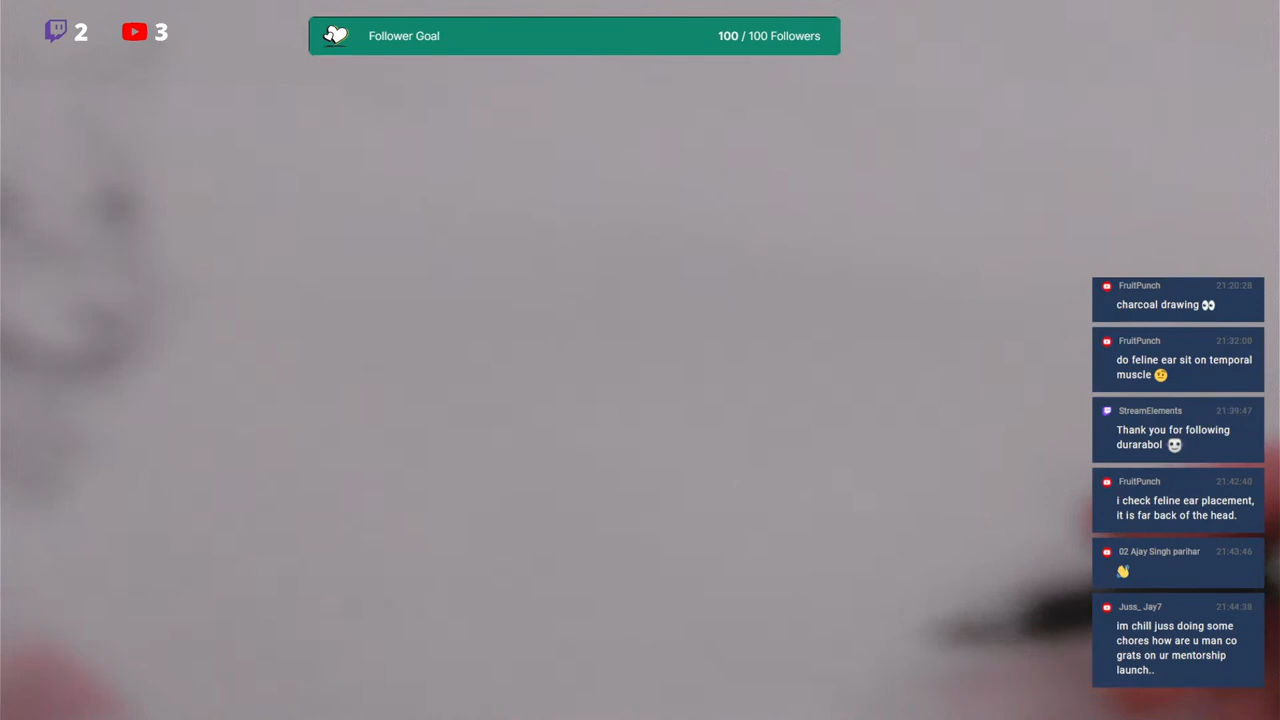 2
3
Follower Goal
100 / 100 Followers
FruitPunch 21:20:28
charcoal drawing 👀
FruitPunch 21:32:00
do feline ear sit on temporal
muscle 🤨
StreamElements 21:39:47
Thank you for following
durarabol
FruitPunch 21:42:40
i check feline ear placement,
it is far back of the head.
02 Ajay Singh parihar 21:43:46
👋
Juss_ Jay7 21:44:38
im chill juss doing some
chores how are u man co
grats on ur mentorship
launch..